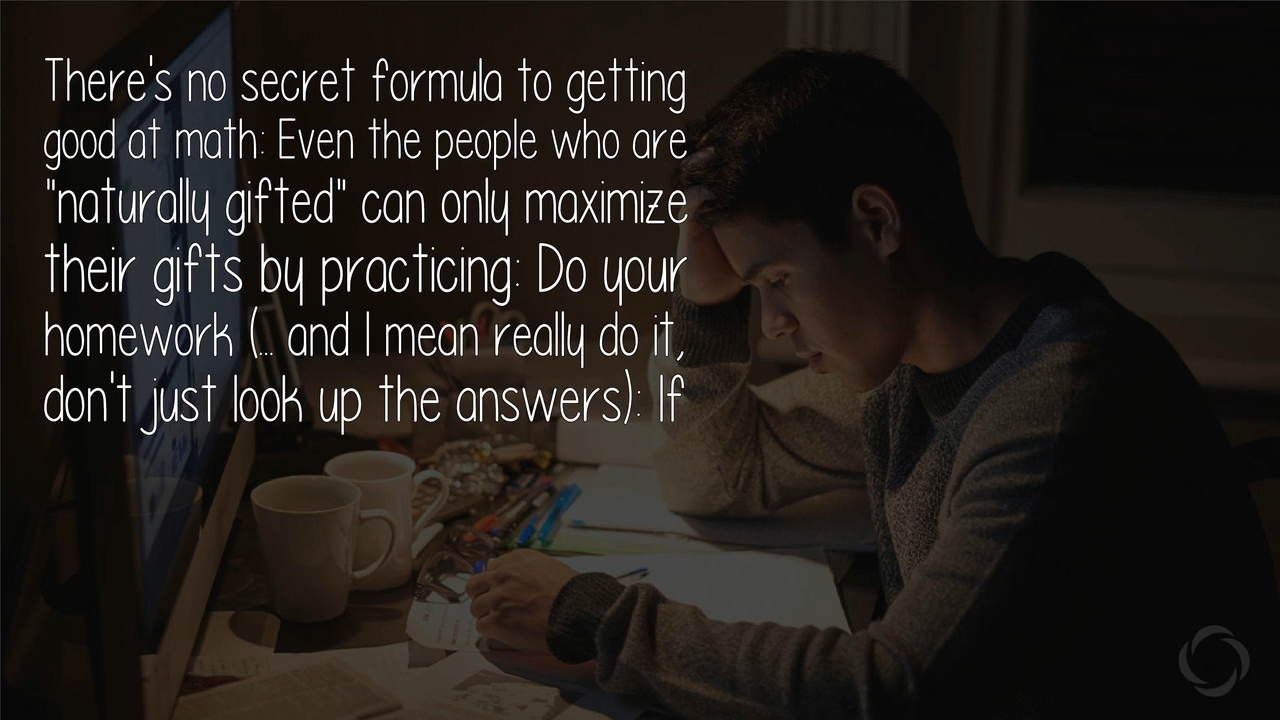 There's no secret formula to getting
good at math: Even the people who are
"naturally gifted" can only maximize
their gifts by practicing: Do your
homework (... and I mean really do it,
don't just look up the answers): If